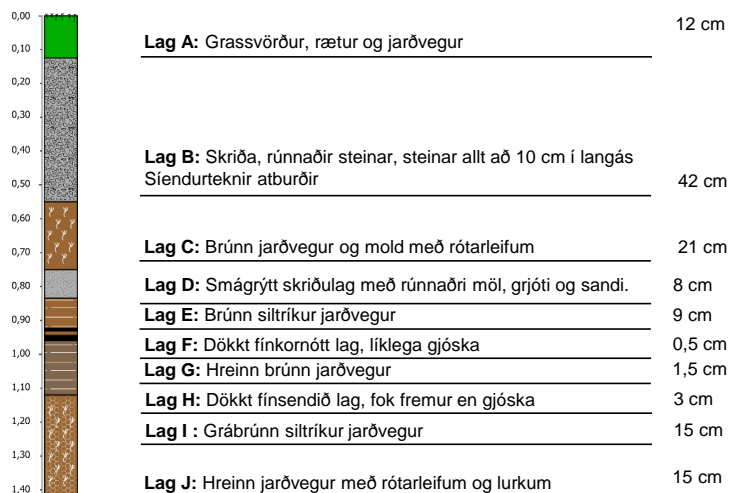 0,00
12 cm
0,10
Lag A: Grassvörður, rætur og jarðvegur
0,20
0,30
0,40
Lag B: Skriða, rúnnaðir steinar, steinar allt að 10 cm í langás
0,50
Síendurteknir atburðir
42 cm
0,60
0,70
Lag C: Brúnn jarðvegur og mold með rótarleifum
21 cm
0,80
Lag D: Smágrýtt skriðulag með rúnnaðri möl, grjóti og sandi.
8 cm
0,90
Lag E: Brúnn siltríkur jarðvegur
9 cm
1,00
Lag F: Dökkt fínkornótt lag, líklega gjóska
0,5 cm
Lag G: Hreinn brúnn jarðvegur
1,5 cm
1,10
Lag H: Dökkt fínsendið lag, fok fremur en gjóska
3 cm
1,20
Lag I : Grábrúnn siltríkur jarðvegur
15 cm
1,30
1,40
Lag J: Hreinn jarðvegur með rótarleifum og lurkum
15 cm